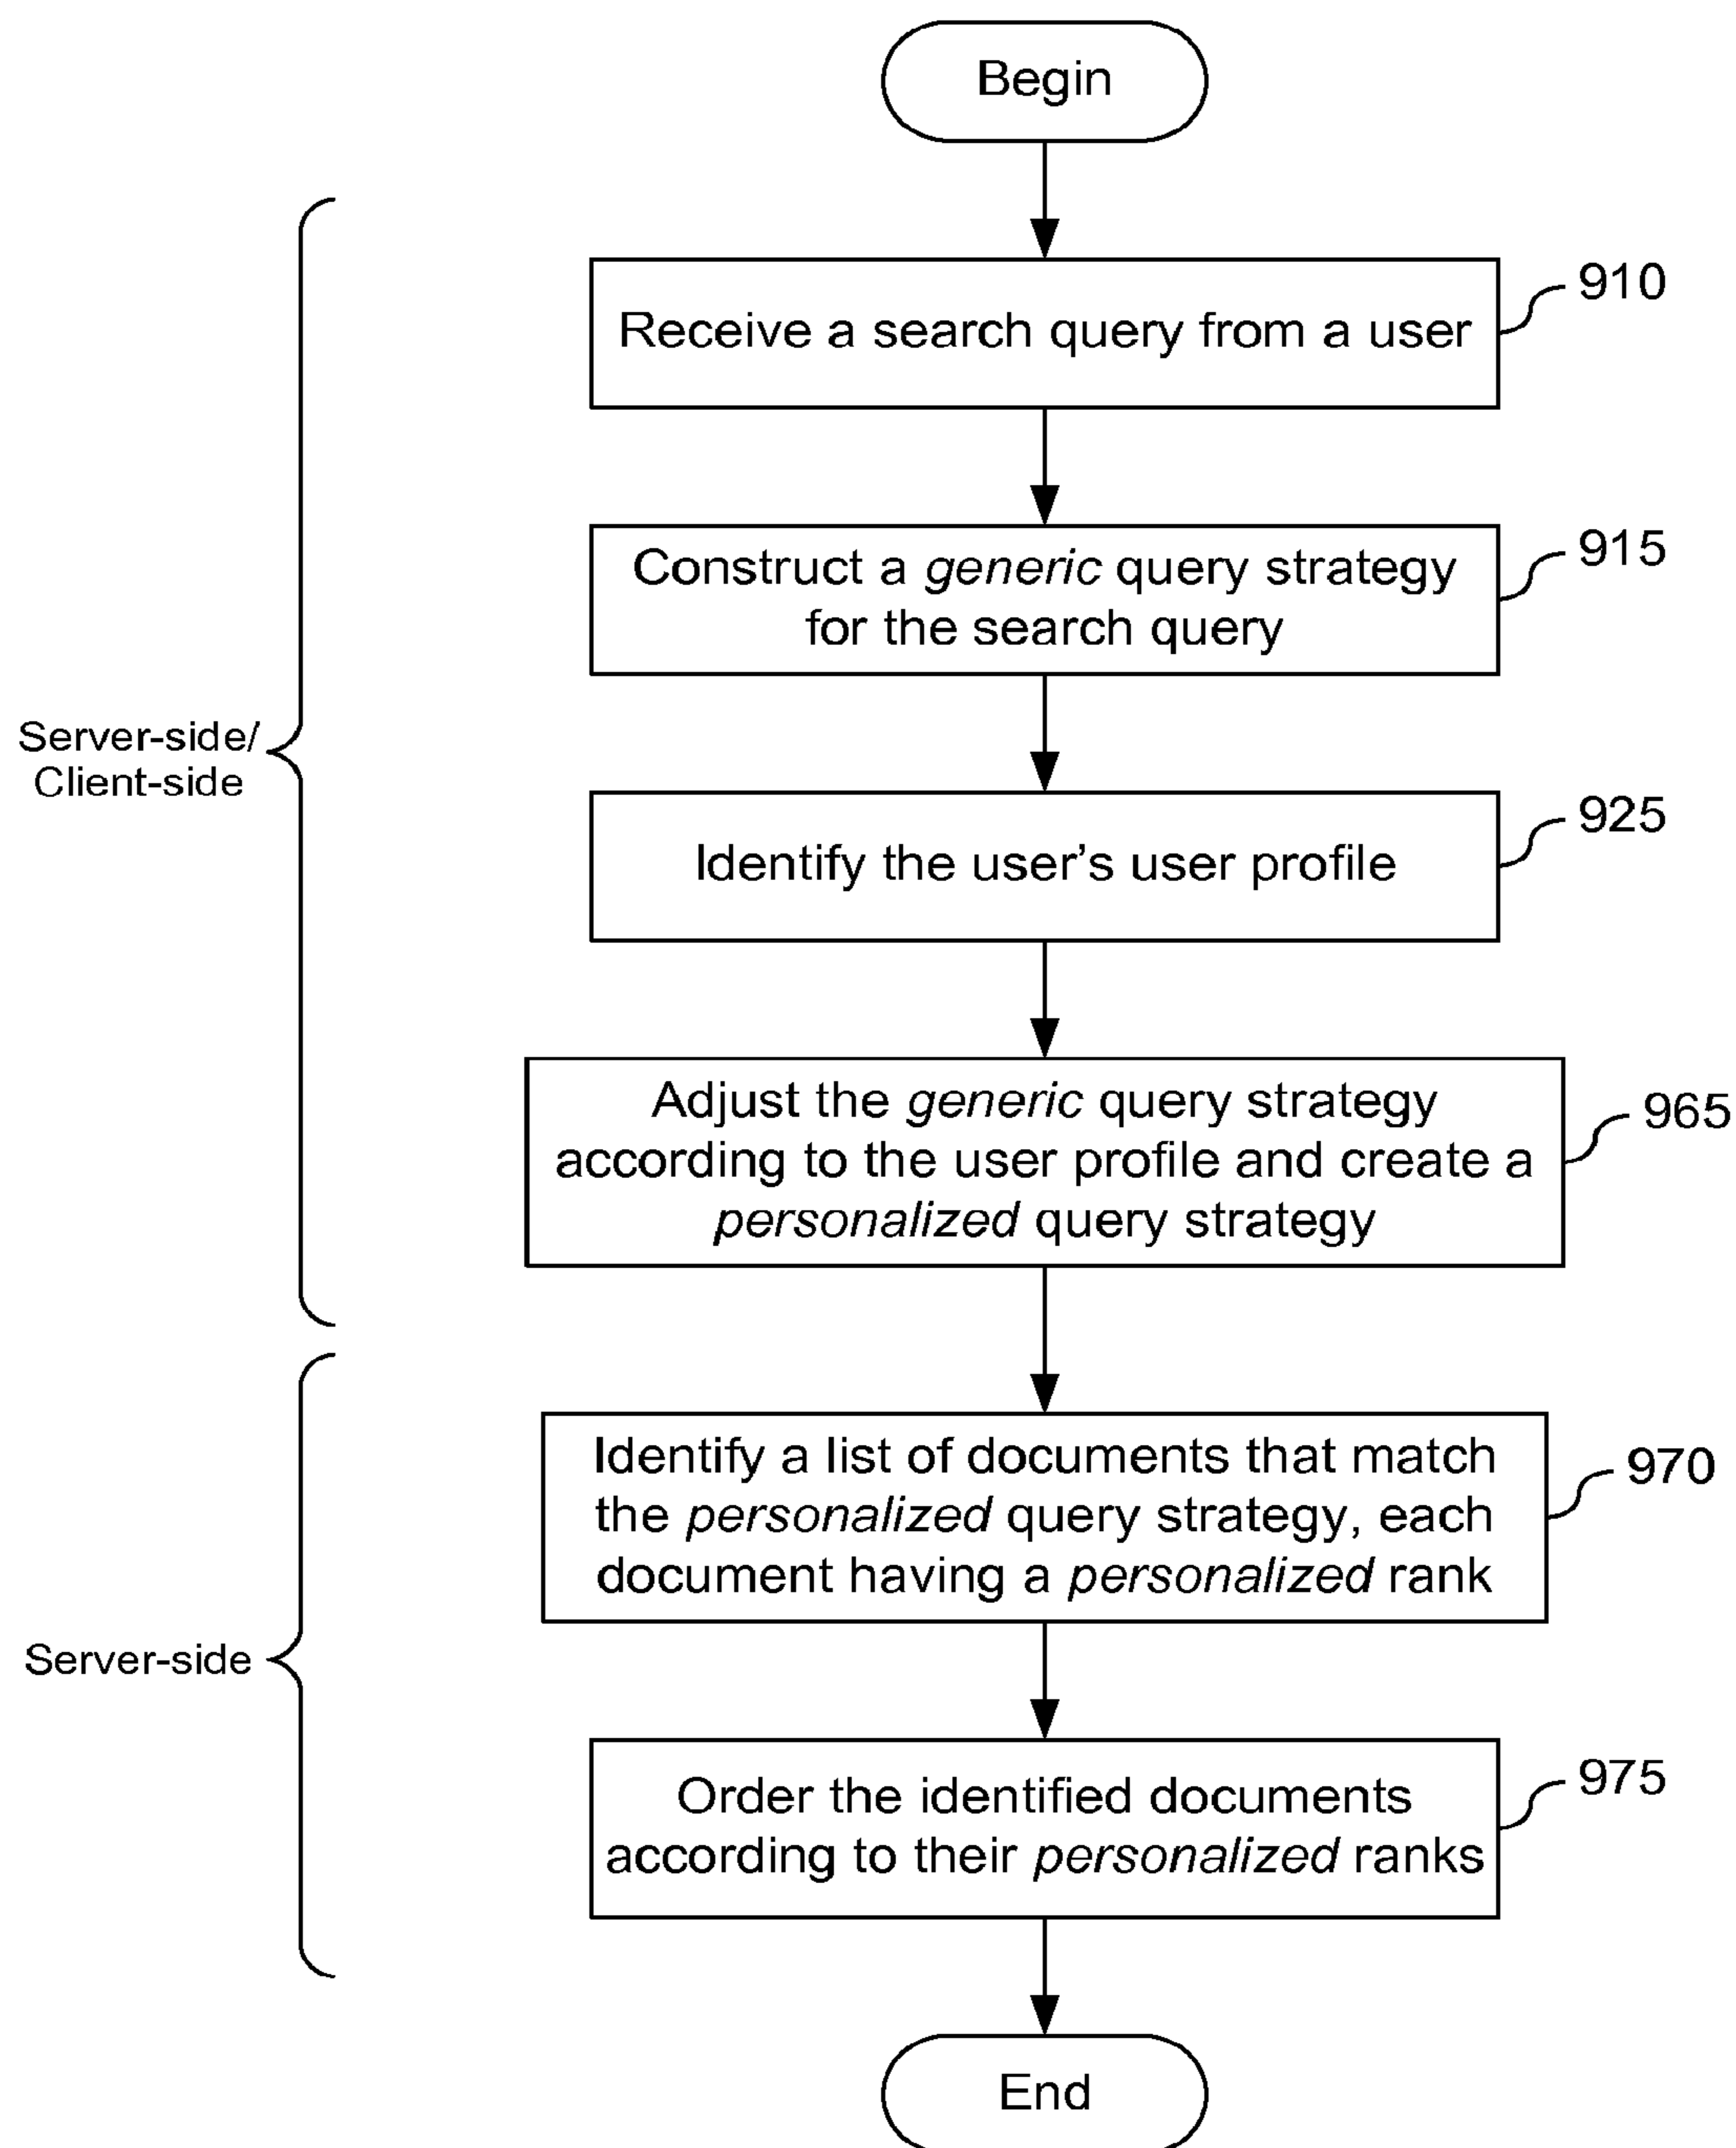 Begin
Receive a search query from a user
910
Construct a generic query strategy
for the search query
915
Server-side/
Client-side
Identify the user’s user profile
925
Adjust the generic query strategy
according to the user profile and create a
personalized query strategy
965
Identify a list of documents that match
the personalized query strategy, each
document having a personalized rank
970
Server-side
Order the identified documents
according to their personalized ranks
975
End